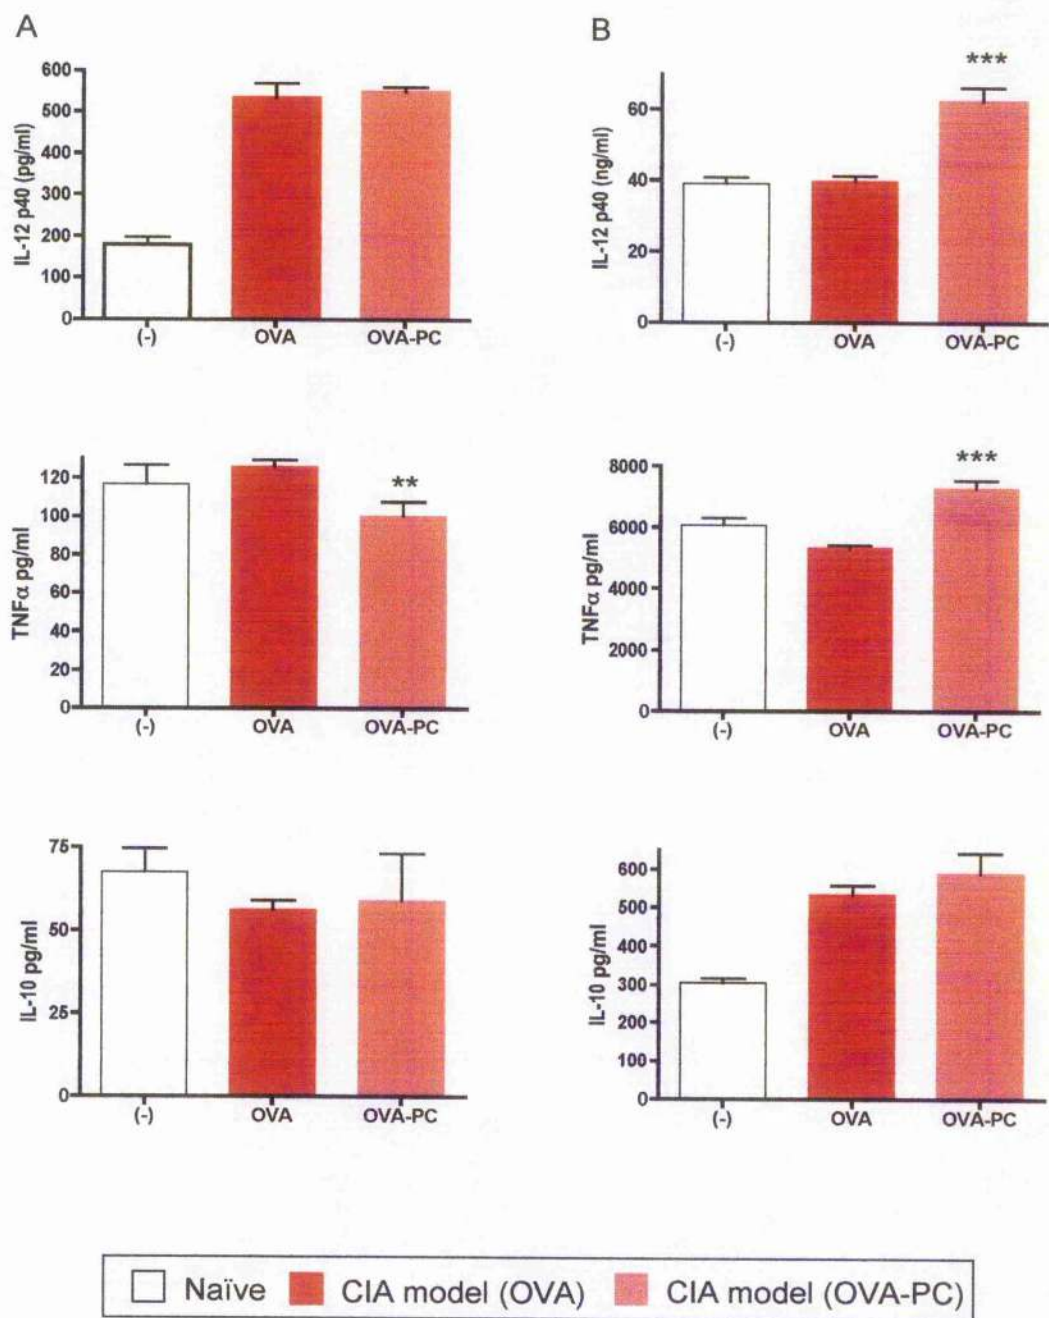 A
B
IL-12 p40 (pg/ml)
600
500
400
300
200
100
0
(-) OVA OVA-PC
***
IL-12 p40 (ng/ml)
60
40
20
0
(-) OVA OVA-PC
TNFα pg/ml
120
100
80
60
40
20
0
**
(-) OVA OVA-PC
***
TNFα pg/ml
8000
6000
4000
2000
0
(-) OVA OVA-PC
IL-10 pg/ml
75
50
25
0
(-) OVA OVA-PC
IL-10 pg/ml
600
500
400
300
200
100
0
(-) OVA OVA-PC
Naïve CIA model (OVA) CIA model (OVA-PC)